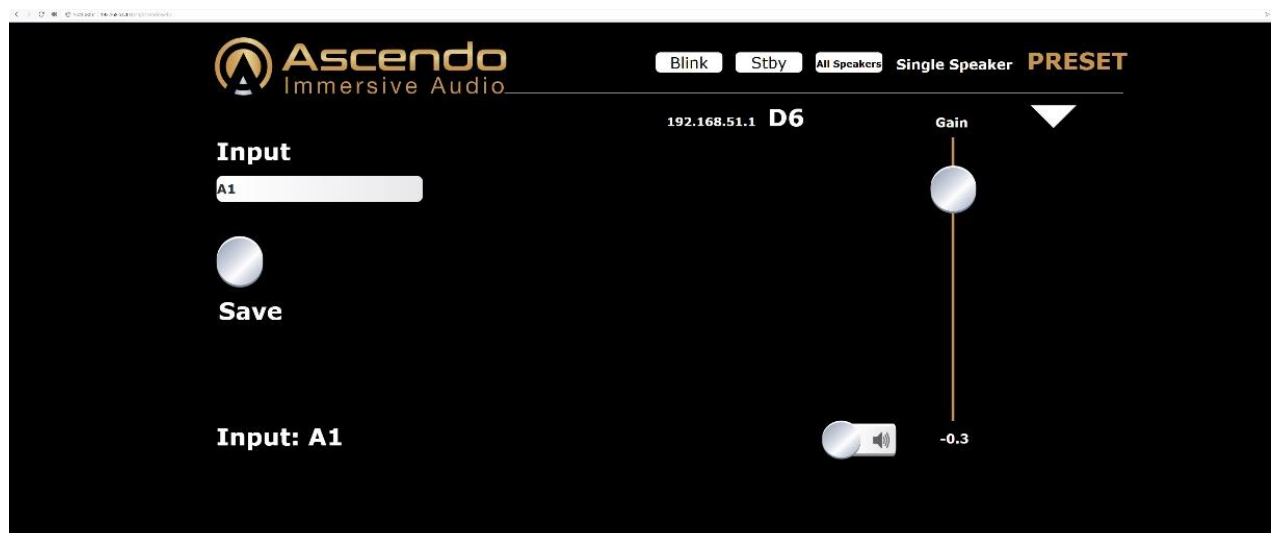 Ascendo
Immersive Audio
Blink
Stby
All Speakers
Single Speaker
PRESET
192.168.51.1 D6
Gain
Input
A1
Save
Input: A1
-0.3